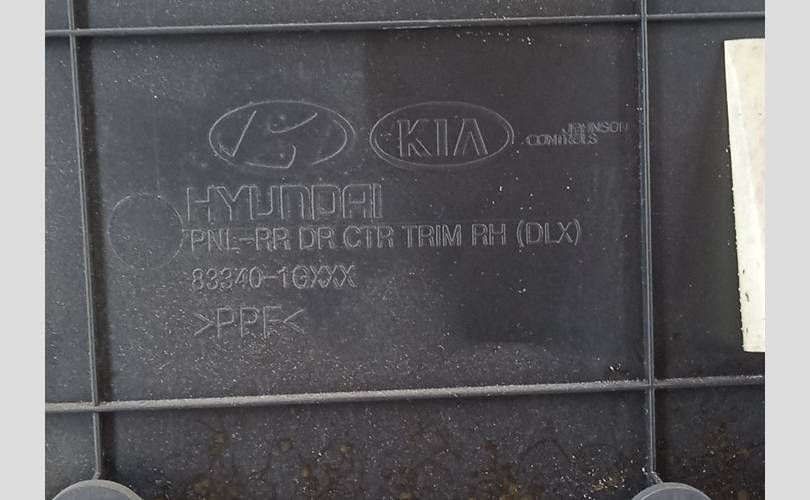 KIA
JOHNSON
CONTROLS
HYUNDAI
PNL-RR DR CTR TRIM RH (DLX)
83340-1GXXX
>PPF<